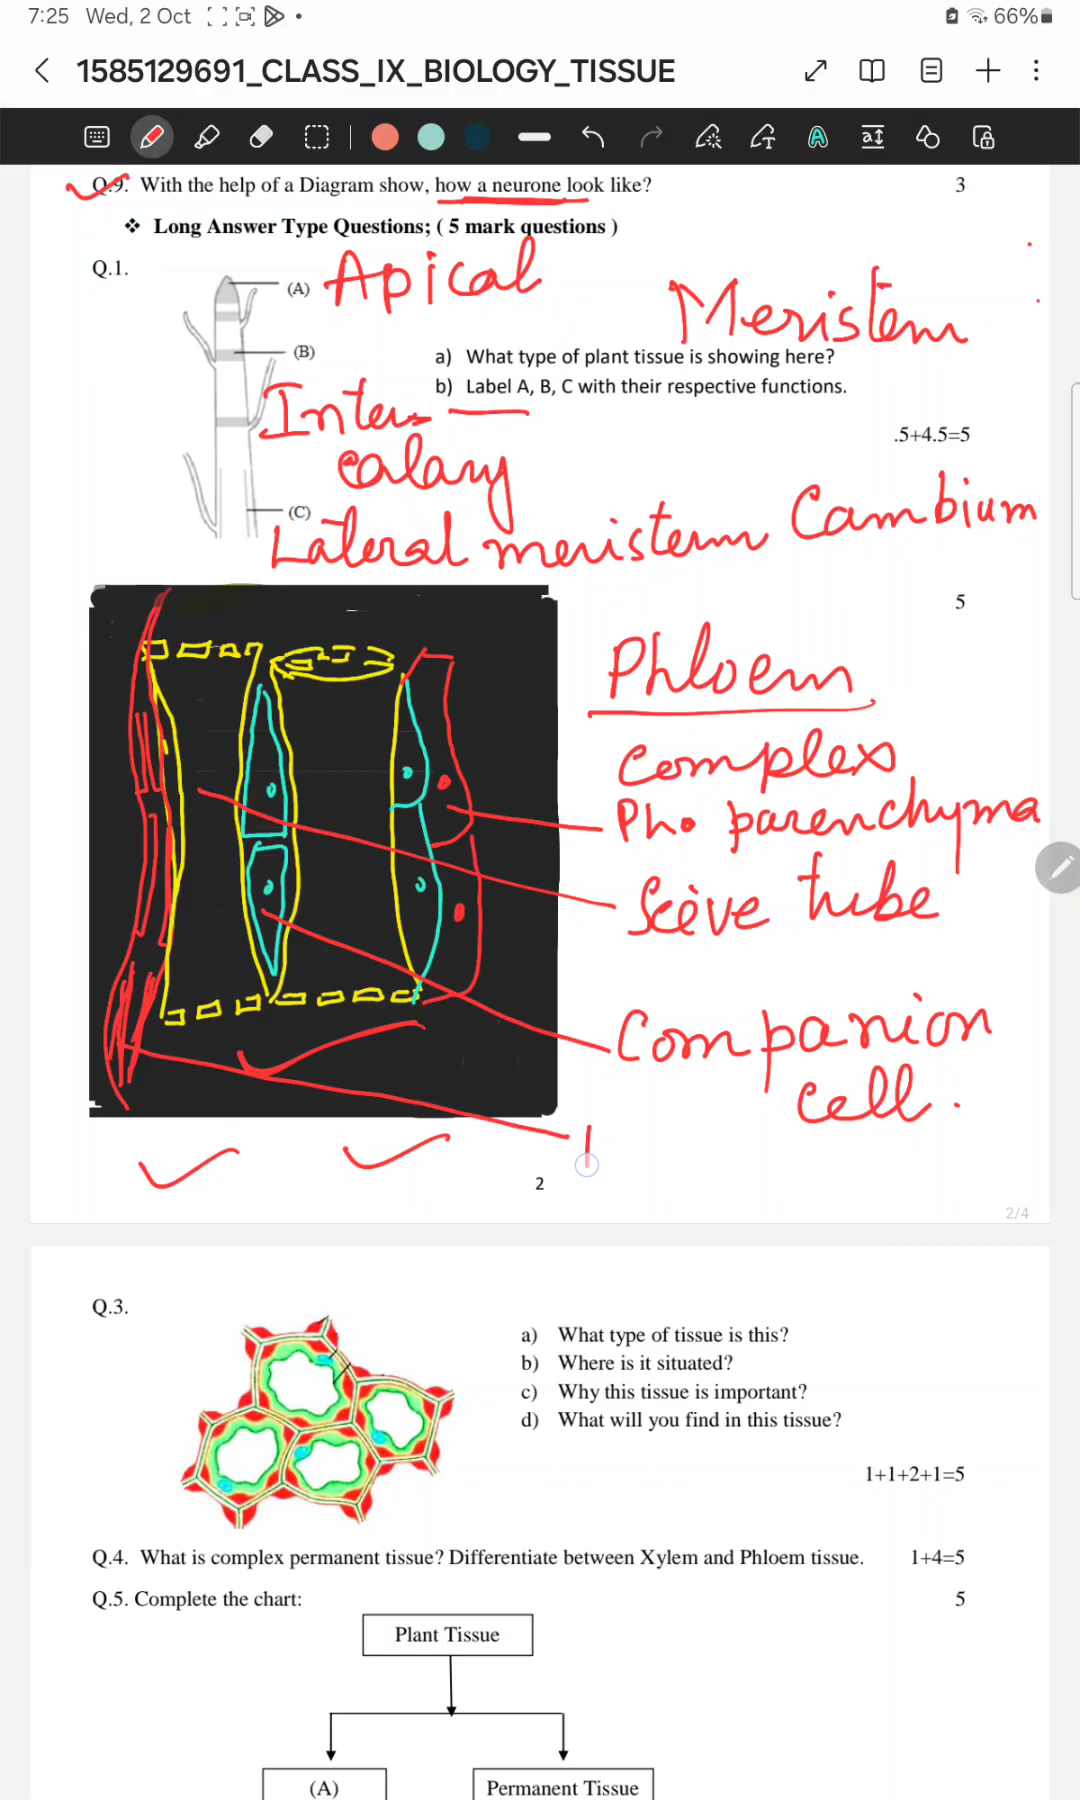 7:25 Wed, 2 Oct
66%
1585129691_CLASS_IX_BIOLOGY_TISSUE
Q.9. With the help of a Diagram show, how a neurone look like? 3
❖ Long Answer Type Questions; ( 5 mark questions )
Q.1.
(A) Apical
Meristem
(B)
a) What type of plant tissue is showing here?
b) Label A, B, C with their respective functions.
Inter-
calary
.5+4.5=5
(C)
Lateral meristem Cambium
5
Phloem
Complex
Pho parenchyma
Seive tube
Companion
cell.
2
2/4
Q.3.
a) What type of tissue is this?
b) Where is it situated?
c) Why this tissue is important?
d) What will you find in this tissue?
1+1+2+1=5
Q.4. What is complex permanent tissue? Differentiate between Xylem and Phloem tissue. 1+4=5
Q.5. Complete the chart: 5
Plant Tissue
(A) Permanent Tissue